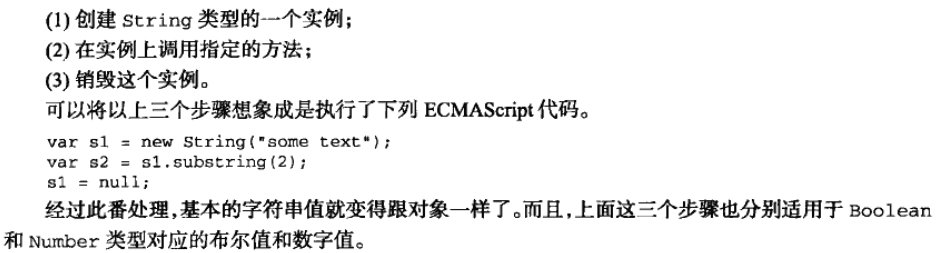 (1) 创建 String 类型的一个实例；
(2) 在实例上调用指定的方法；
(3) 销毁这个实例。
可以将以上三个步骤想象成是执行了下列 ECMAScript 代码。
var s1 = new String("some text");
var s2 = s1.substring(2);
s1 = null;
经过此番处理，基本的字符串值就变得跟对象一样了。而且，上面这三个步骤也分别适用于 Boolean
和 Number 类型对应的布尔值和数字值。